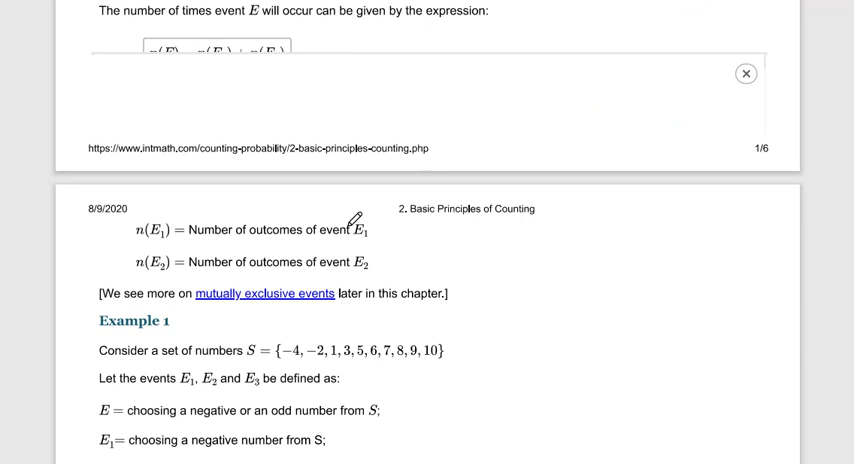 The number of times event E will occur can be given by the expression:
n(E) = n(E₁) + n(E₂)
https://www.intmath.com/counting-probability/2-basic-principles-counting.php 1/6
8/9/2020 2. Basic Principles of Counting
n(E₁) = Number of outcomes of event E₁
n(E₂) = Number of outcomes of event E₂
[We see more on mutually exclusive events later in this chapter.]
Example 1
Consider a set of numbers S = {−4, −2, 1, 3, 5, 6, 7, 8, 9, 10}
Let the events E₁, E₂ and E₃ be defined as:
E = choosing a negative or an odd number from S;
E₁= choosing a negative number from S;